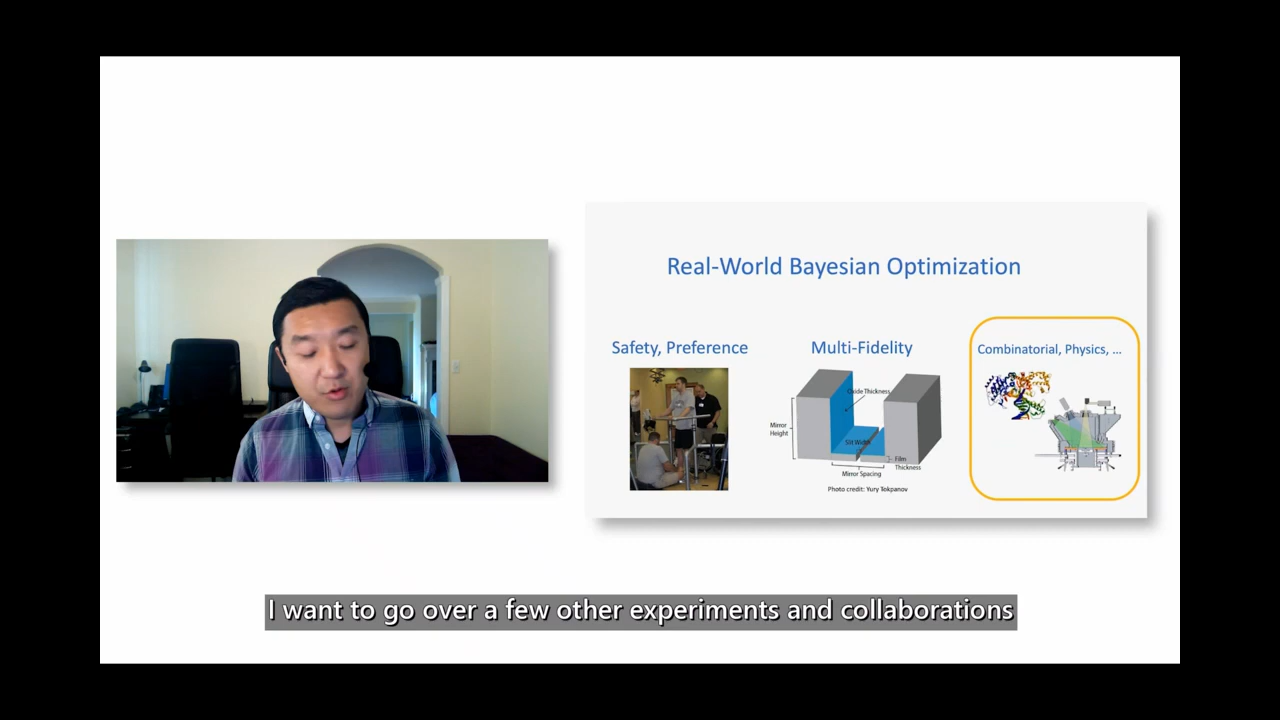 Real-World Bayesian Optimization
Safety, Preference
Multi-Fidelity
Combinatorial, Physics, ...
Oxide Thickness
Mirror
Height
Slit Width
Film
Thickness
Mirror Spacing
Photo credit: Yury Tokpanov
I want to go over a few other experiments and collaborations